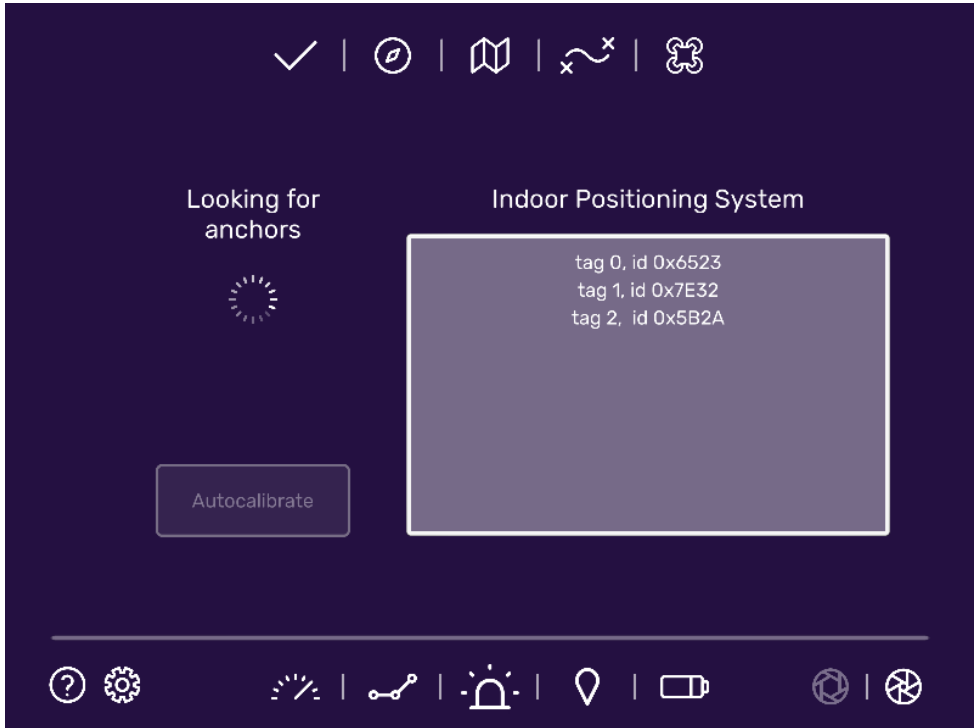 Looking for
anchors
Autocalibrate
Indoor Positioning System
tag 0, id 0x6523
tag 1, id 0x7E32
tag 2,  id 0x5B2A